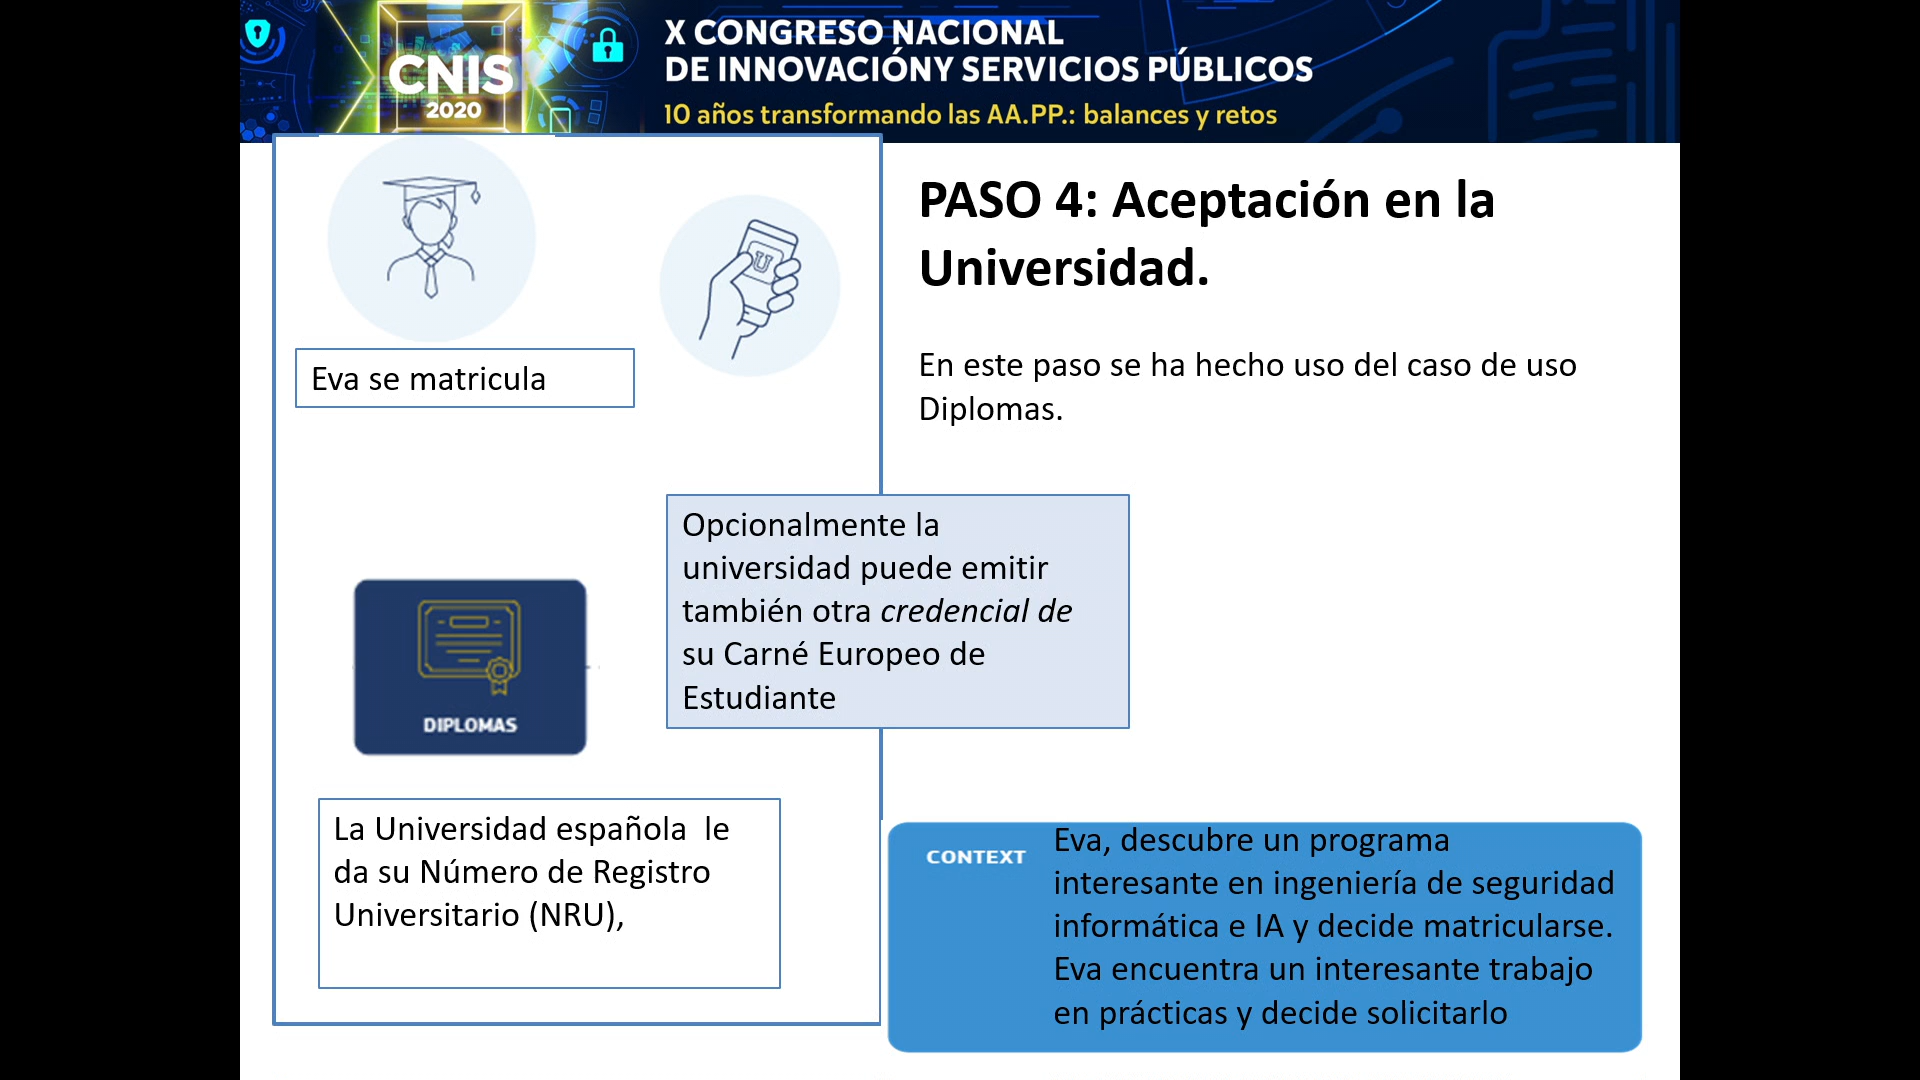 CNIS
2020
X CONGRESO NACIONAL
DE INNOVACIÓNY SERVICIOS PÚBLICOS
10 años transformando las AA.PP.: balances y retos
U
Eva se matricula
PASO 4: Aceptación en la
Universidad.
En este paso se ha hecho uso del caso de uso
Diplomas.
Opcionalmente la
universidad puede emitir
también otra credencial de
su Carné Europeo de
Estudiante
DIPLOMAS
La Universidad española  le
da su Número de Registro
Universitario (NRU),
CONTEXT
Eva, descubre un programa
interesante en ingeniería de seguridad
informática e IA y decide matricularse.
Eva encuentra un interesante trabajo
en prácticas y decide solicitarlo